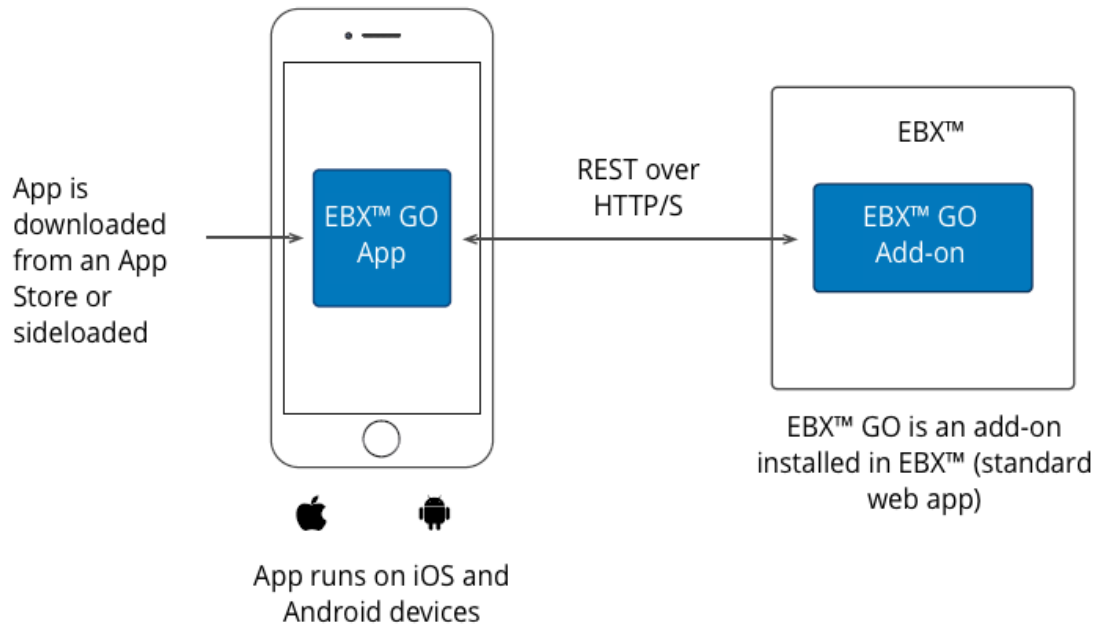 App is
downloaded
from an App
Store or
sideloaded
EBX™ GO
App
REST over
HTTP/S
EBX™
EBX™ GO
Add-on
EBX™ GO is an add-on
installed in EBX™ (standard
web app)
App runs on iOS and
Android devices